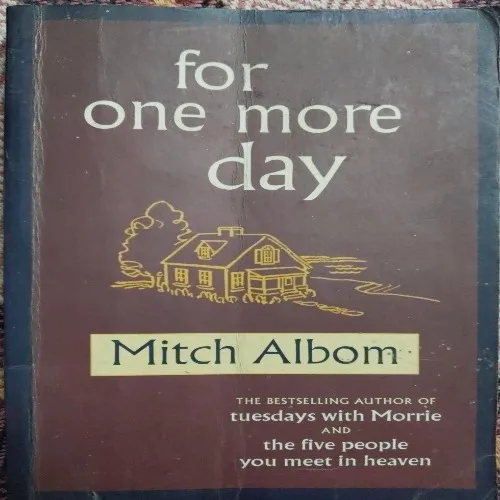 for
one more
day
Mitch Albom
THE BESTSELLING AUTHOR OF
tuesdays with Morrie
AND
the five people
you meet in heaven